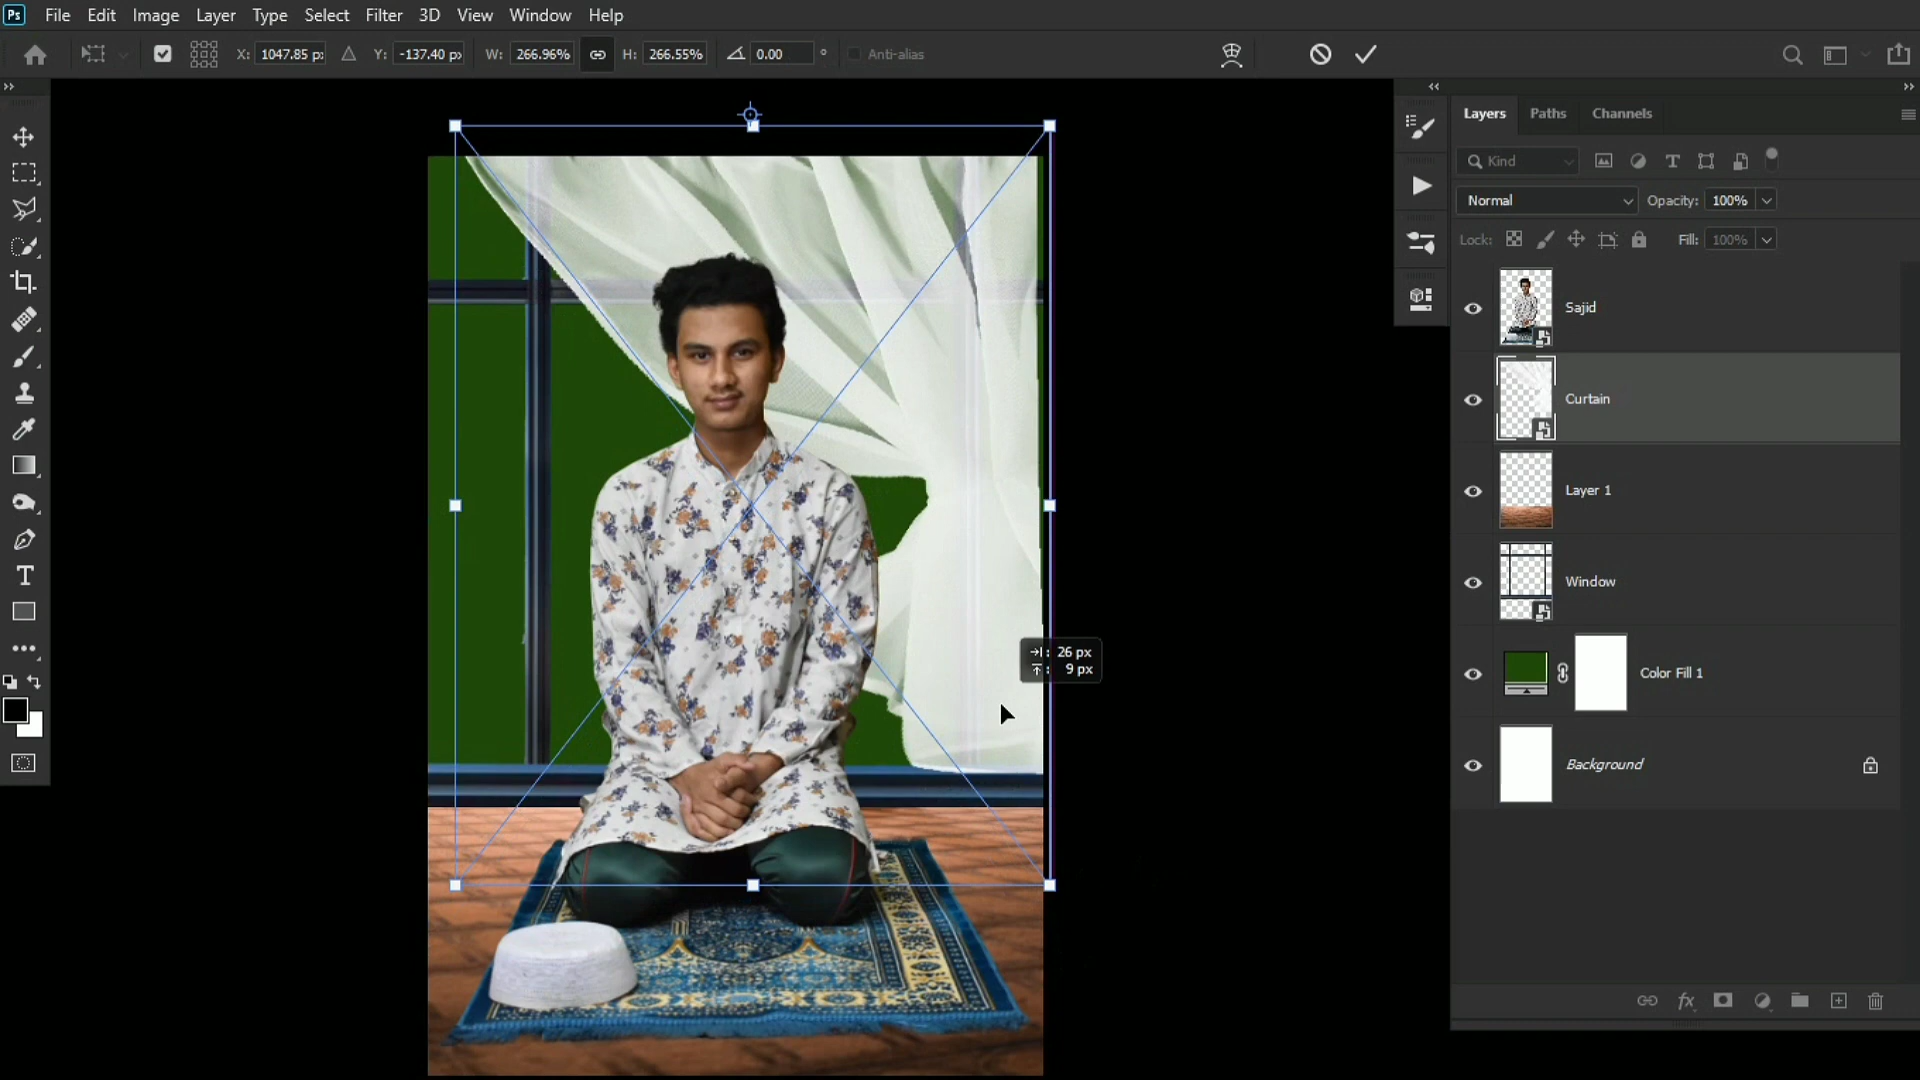 Ps File Edit Image Layer Type Select Filter 3D View Window Help
X: 1047.85 p: Y: -137.40 p› W: 266.96% H: 266.55% 0.00 ° Anti-alias
Layers Paths Channels
Kind
Normal Opacity: 100%
Lock: Fill: 100%
Sajid
Curtain
Layer 1
Window
Color Fill 1
Background
: 26 px
: 9 px